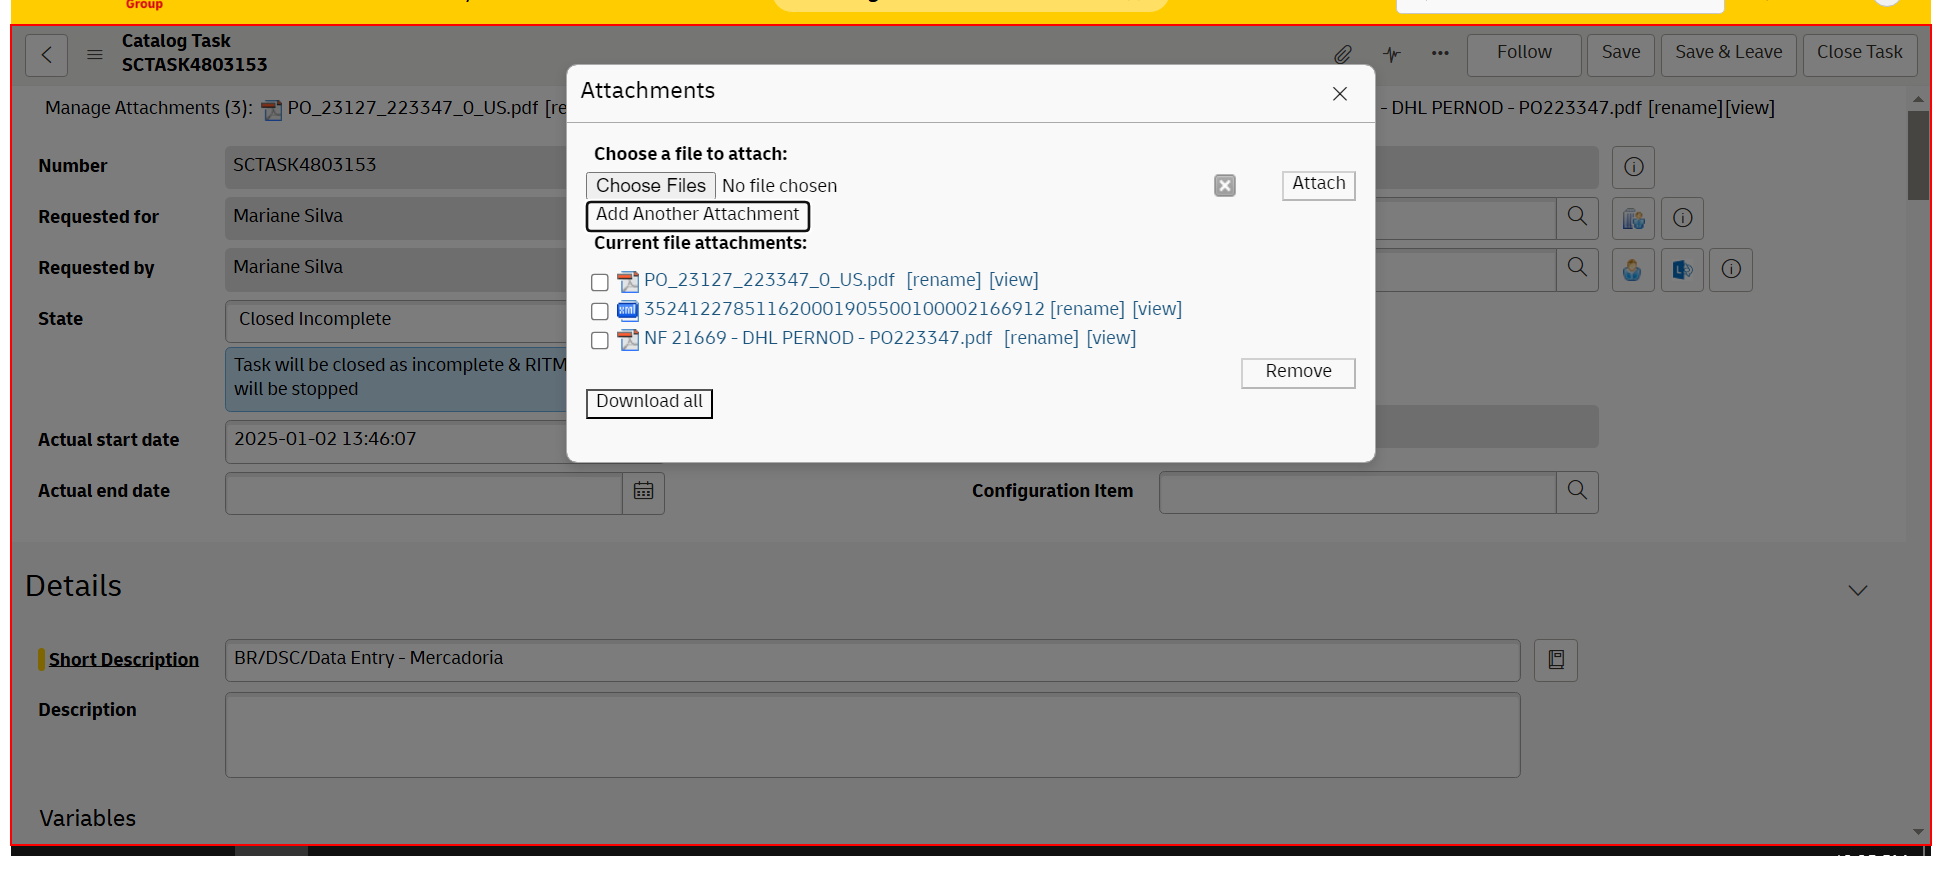 Group
Catalog Task
SCTASK4803153
Follow
Save
Save & Leave
Close Task
Attachments
Manage Attachments (3): PO_23127_223347_0_US.pdf [re
- DHL PERNOD - PO223347.pdf [rename][view]
Choose a file to attach:
Choose Files No file chosen
Attach
Add Another Attachment
Current file attachments:
PO_23127_223347_0_US.pdf [rename] [view]
352412278511620001905500100002166912 [rename] [view]
NF 21669 - DHL PERNOD - PO223347.pdf [rename] [view]
Remove
Download all
Number SCTASK4803153
Requested for Mariane Silva
Requested by Mariane Silva
State Closed Incomplete
Task will be closed as incomplete & RITM
will be stopped
Actual start date 2025-01-02 13:46:07
Actual end date
Configuration Item
Details
Short Description BR/DSC/Data Entry - Mercadoria
Description
Variables